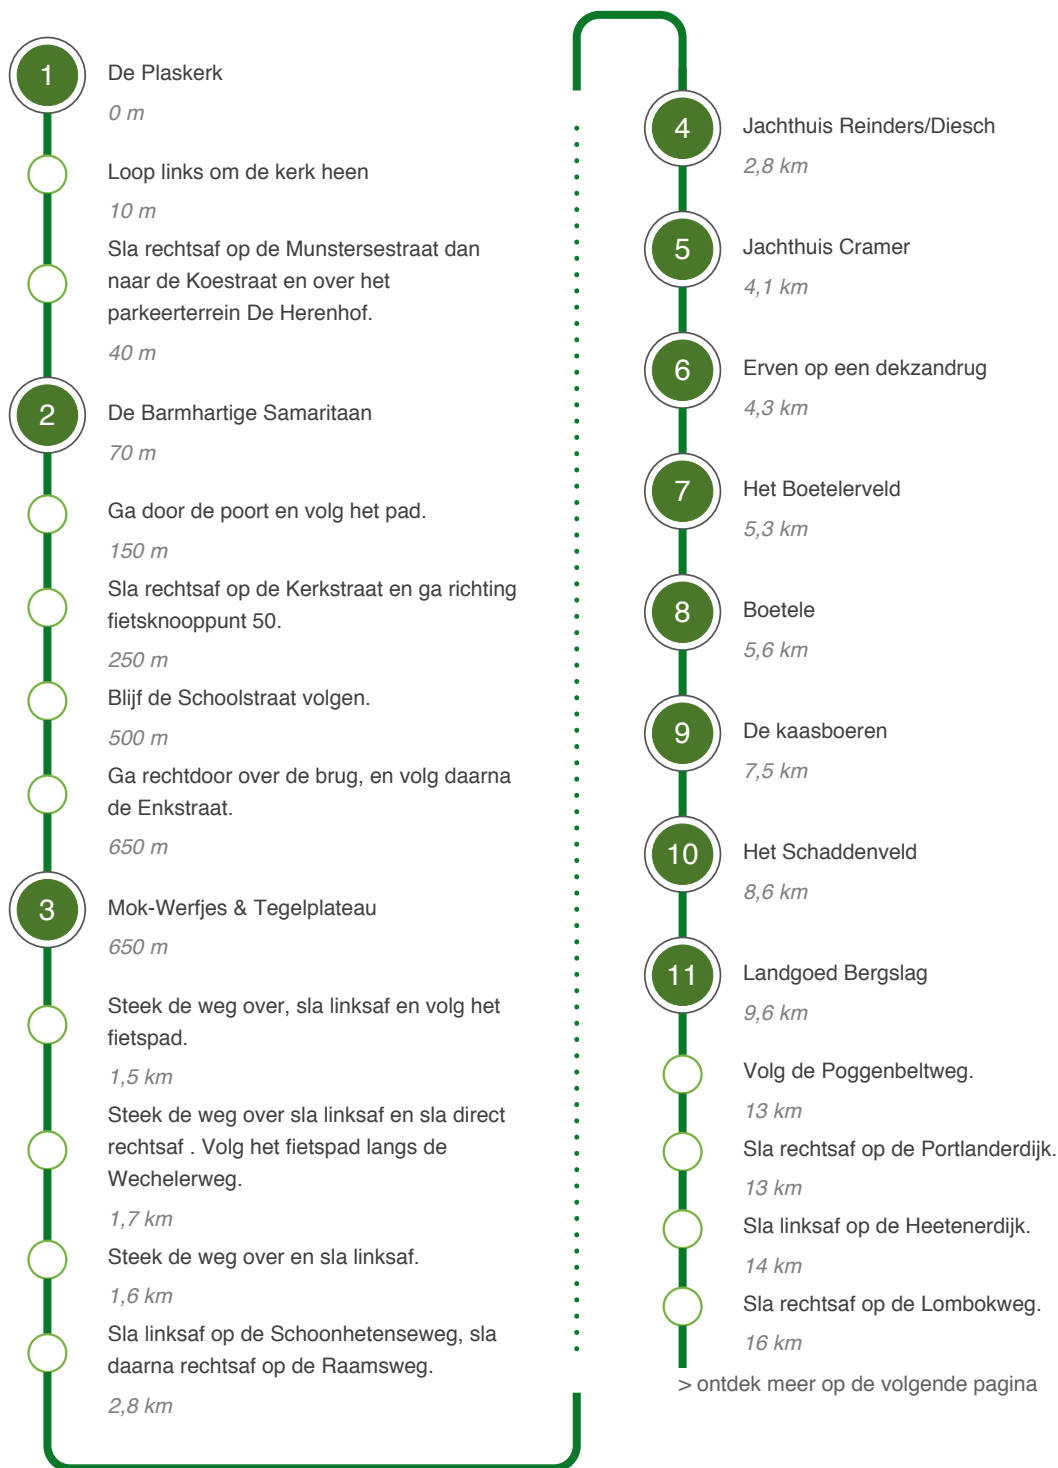 1
De Plaskerk
0 m
Loop links om de kerk heen
10 m
Sla rechtsaf op de Munstersestraat dan
naar de Koestraat en over het
parkeerterrein De Herenhof.
40 m
2
De Barmhartige Samaritaan
70 m
Ga door de poort en volg het pad.
150 m
Sla rechtsaf op de Kerkstraat en ga richting
fietsknooppunt 50.
250 m
Blijf de Schoolstraat volgen.
500 m
Ga rechtdoor over de brug, en volg daarna
de Enkstraat.
650 m
3
Mok-Werfjes & Tegelplateau
650 m
Steek de weg over, sla linksaf en volg het
fietspad.
1,5 km
Steek de weg over sla linksaf en sla direct
rechtsaf . Volg het fietspad langs de
Wechelerweg.
1,7 km
Steek de weg over en sla linksaf.
1,6 km
Sla linksaf op de Schoonhetenseweg, sla
daarna rechtsaf op de Raamsweg.
2,8 km
4
Jachthuis Reinders/Diesch
2,8 km
5
Jachthuis Cramer
4,1 km
6
Erven op een dekzandrug
4,3 km
7
Het Boetelerveld
5,3 km
8
Boetele
5,6 km
9
De kaasboeren
7,5 km
10
Het Schaddenveld
8,6 km
11
Landgoed Bergslag
9,6 km
Volg de Poggenbeltweg.
13 km
Sla rechtsaf op de Portlanderdijk.
13 km
Sla linksaf op de Heetenerdijk.
14 km
Sla rechtsaf op de Lombokweg.
16 km
> ontdek meer op de volgende pagina